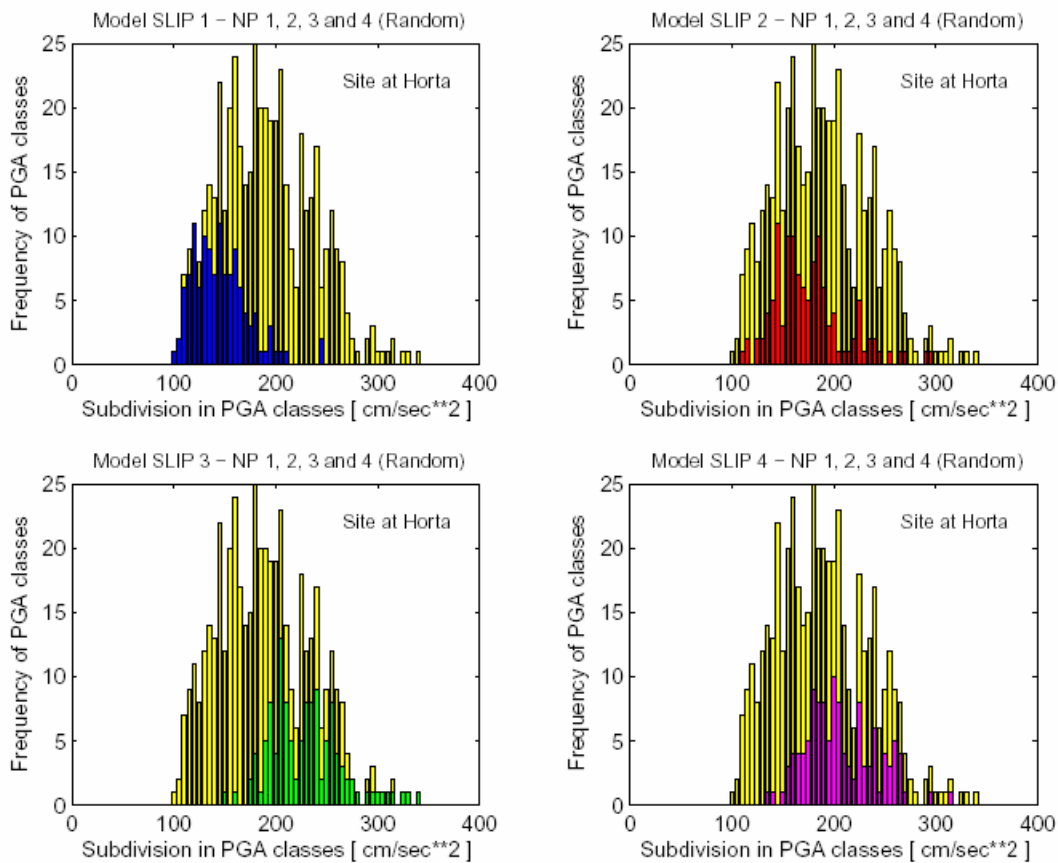 Model SLIP 1 − NP 1, 2, 3 and 4 (Random)
Frequency of PGA classes
25
20
15
10
5
0
Site at Horta
0 100 200 300 400
Subdivision in PGA classes [ cm/sec**2 ]
Model SLIP 2 − NP 1, 2, 3 and 4 (Random)
Frequency of PGA classes
25
20
15
10
5
0
Site at Horta
0 100 200 300 400
Subdivision in PGA classes [ cm/sec**2 ]
Model SLIP 3 − NP 1, 2, 3 and 4 (Random)
Frequency of PGA classes
25
20
15
10
5
0
Site at Horta
0 100 200 300 400
Subdivision in PGA classes [ cm/sec**2 ]
Model SLIP 4 − NP 1, 2, 3 and 4 (Random)
Frequency of PGA classes
25
20
15
10
5
0
Site at Horta
0 100 200 300 400
Subdivision in PGA classes [ cm/sec**2 ]